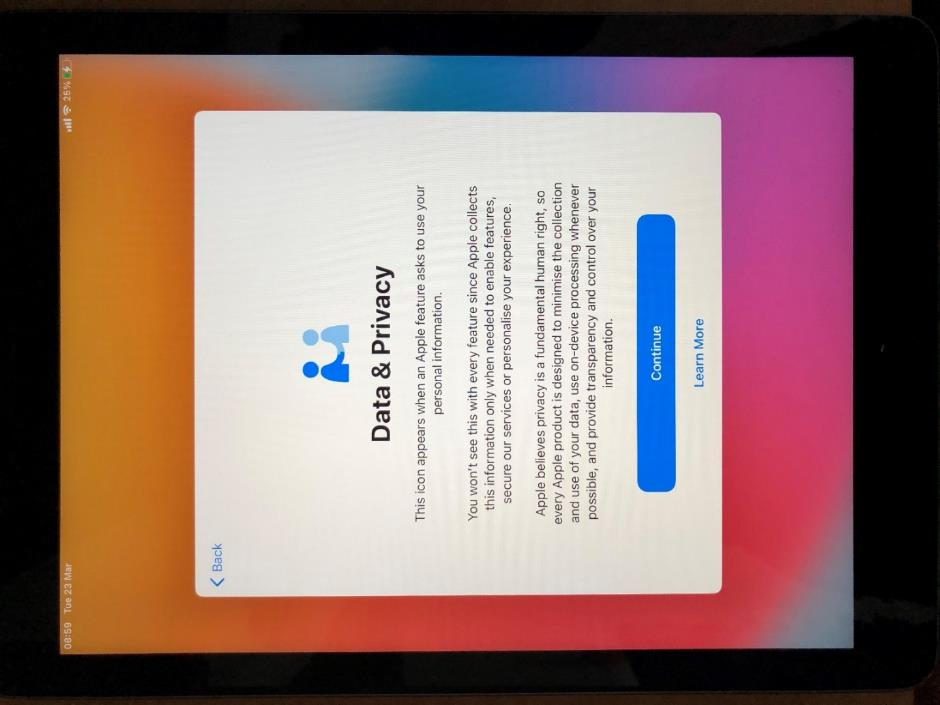 08:59 Tue 23 Mar
25%
Back
Data & Privacy
This icon appears when an Apple feature asks to use your
personal information.
You won't see this with every feature since Apple collects
this information only when needed to enable features,
secure our services or personalise your experience.
Apple believes privacy is a fundamental human right, so
every Apple product is designed to minimise the collection
and use of your data, use on-device processing whenever
possible, and provide transparency and control over your
information.
Continue
Learn More